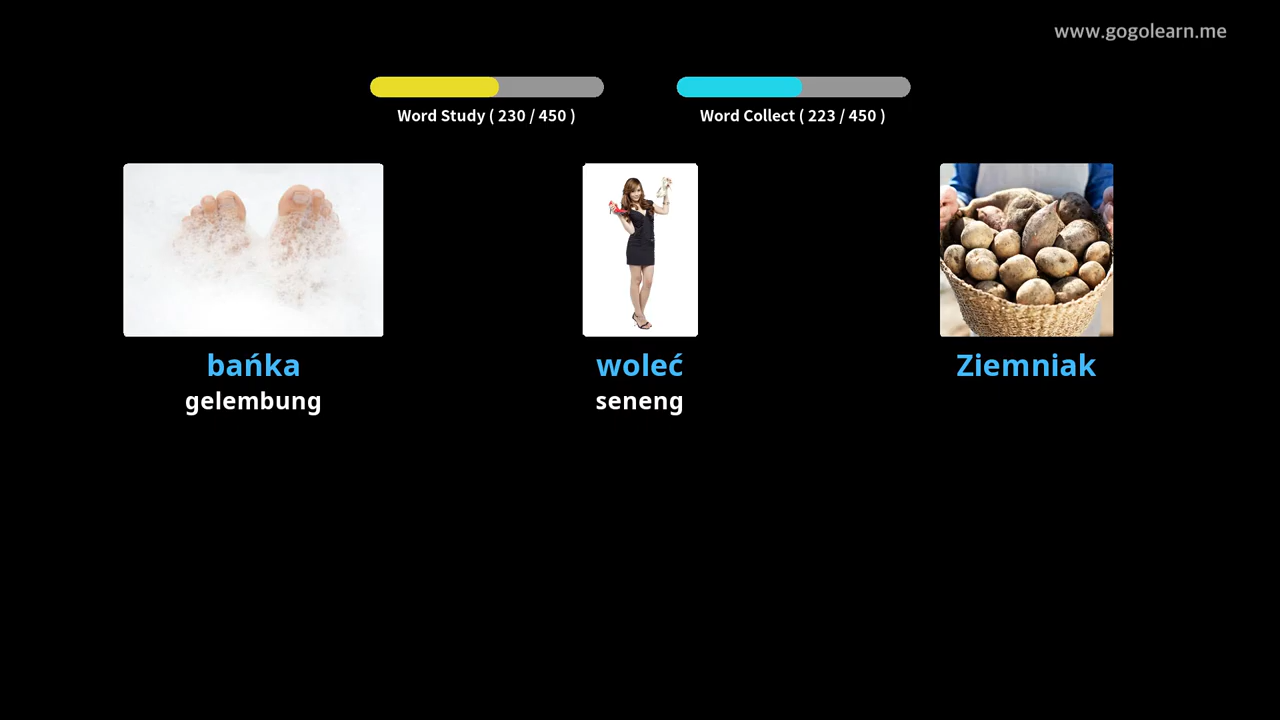 www.gogolearn.me
Word Study ( 230 / 450 )
Word Collect ( 223 / 450 )
bańka
gelembung
woleć
seneng
Ziemniak